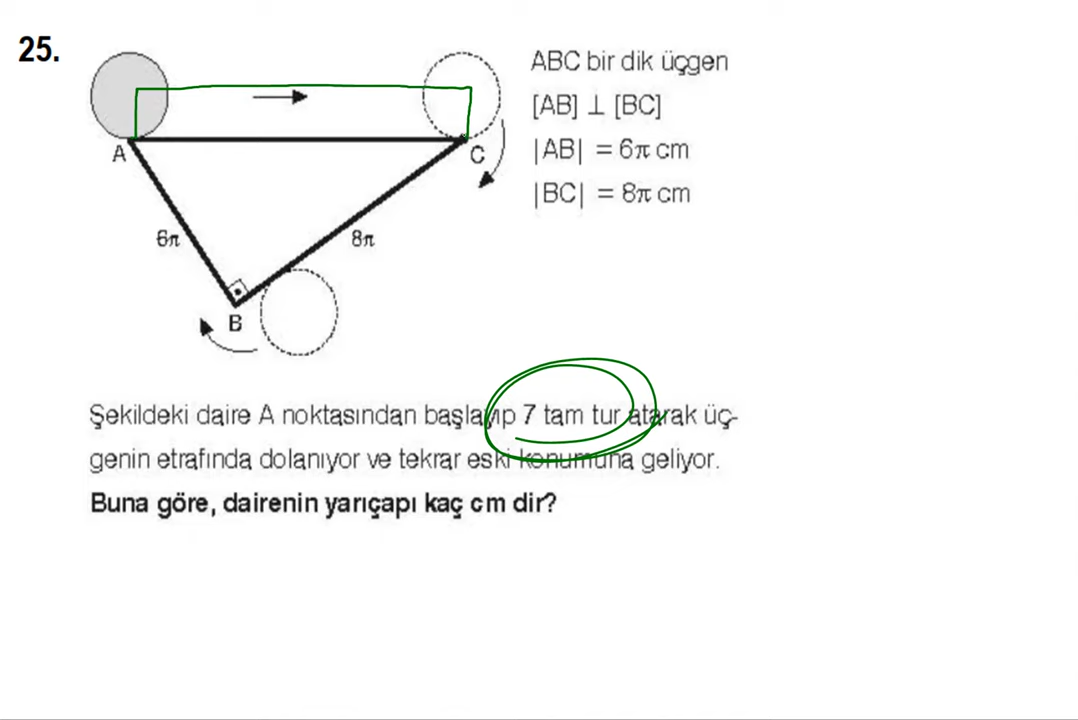 25.
ABC bir dik üçgen
[AB] ⊥ [BC]
|AB| = 6π cm
|BC| = 8π cm
A
C
6π
8π
B
Şekildeki daire A noktasından başlayıp 7 tam tur atarak üç-
genin etrafında dolanıyor ve tekrar eski konumuna geliyor.
Buna göre, dairenin yarıçapı kaç cm dir?